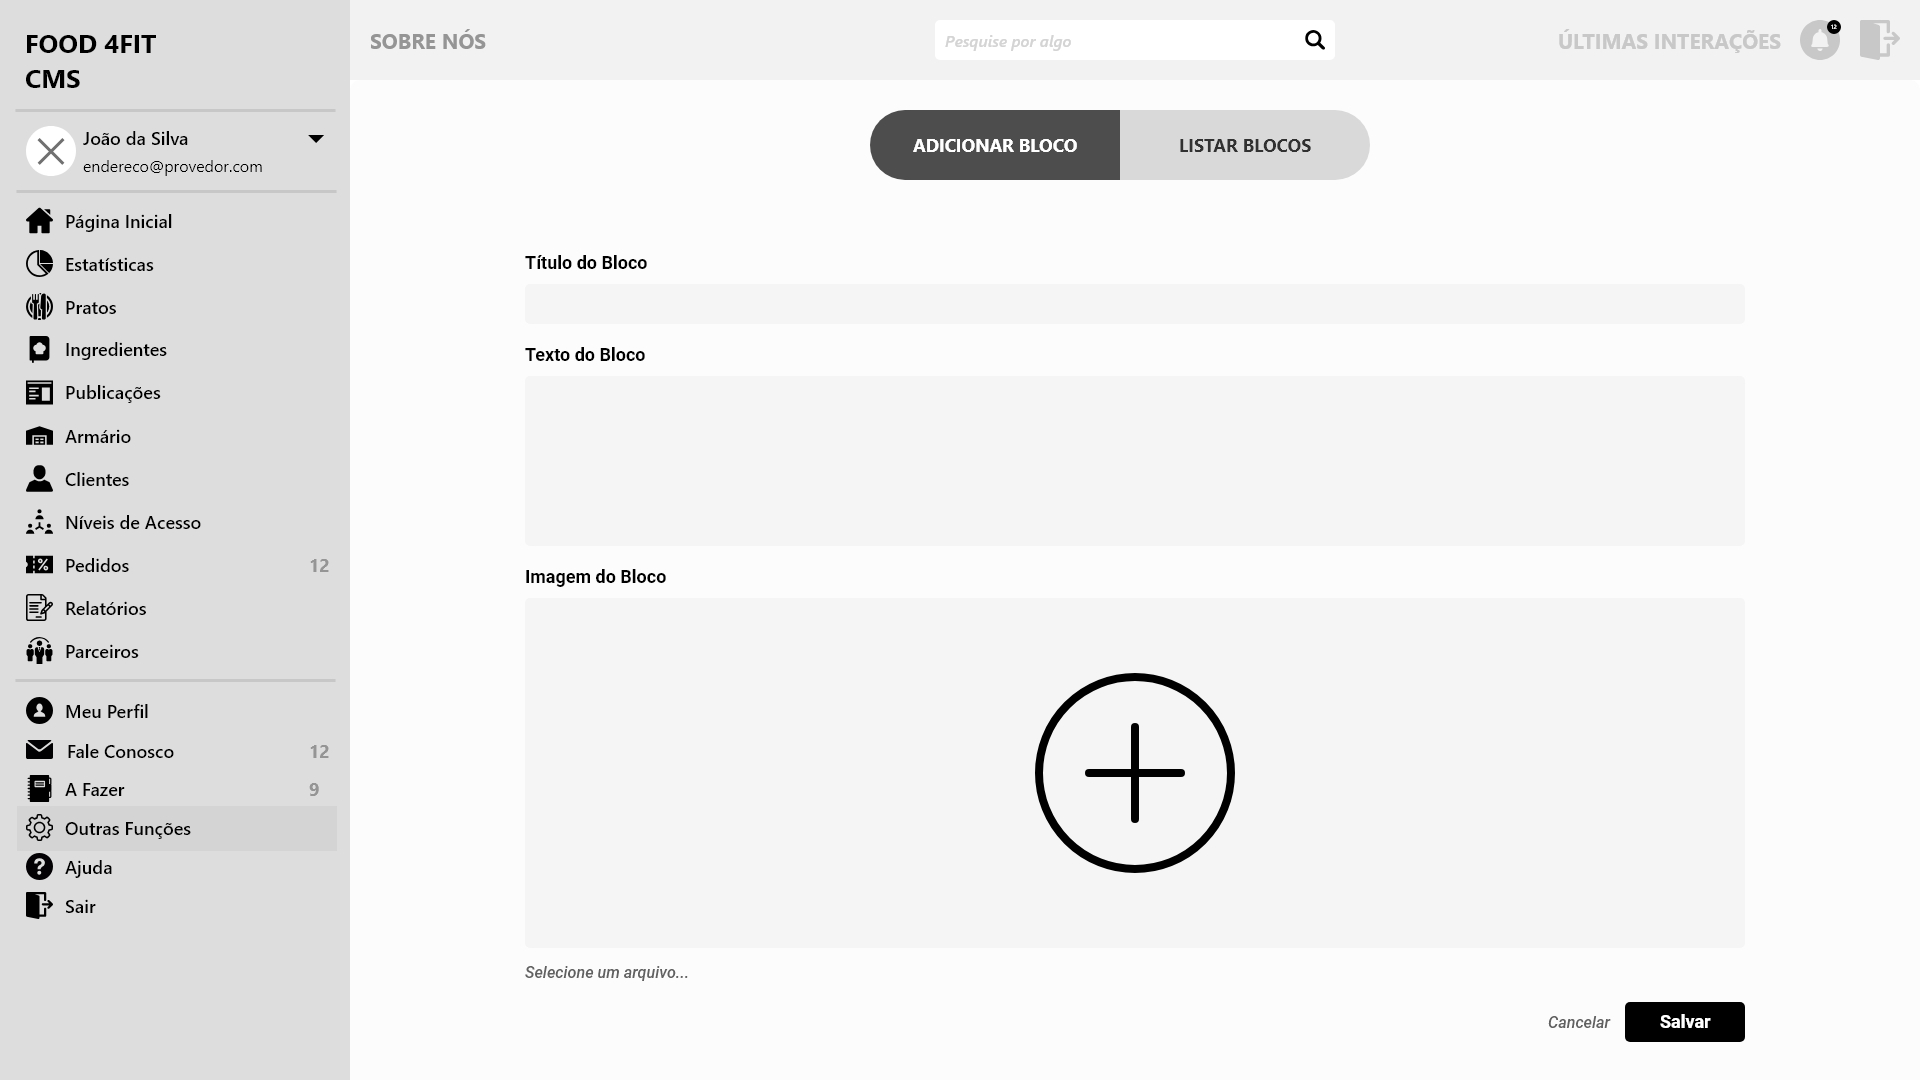 FOOD 4FIT
CMS
João da Silva
endereco@provedor.com
Página Inicial
Estatísticas
Pratos
Ingredientes
Publicações
Armário
Clientes
Níveis de Acesso
Pedidos 12
Relatórios
Parceiros
Meu Perfil
Fale Conosco 12
A Fazer 9
Outras Funções
Ajuda
Sair
SOBRE NÓS
Pesquise por algo
ÚLTIMAS INTERAÇÕES
12
ADICIONAR BLOCO
LISTAR BLOCOS
Título do Bloco
Texto do Bloco
Imagem do Bloco
Selecione um arquivo...
Cancelar
Salvar